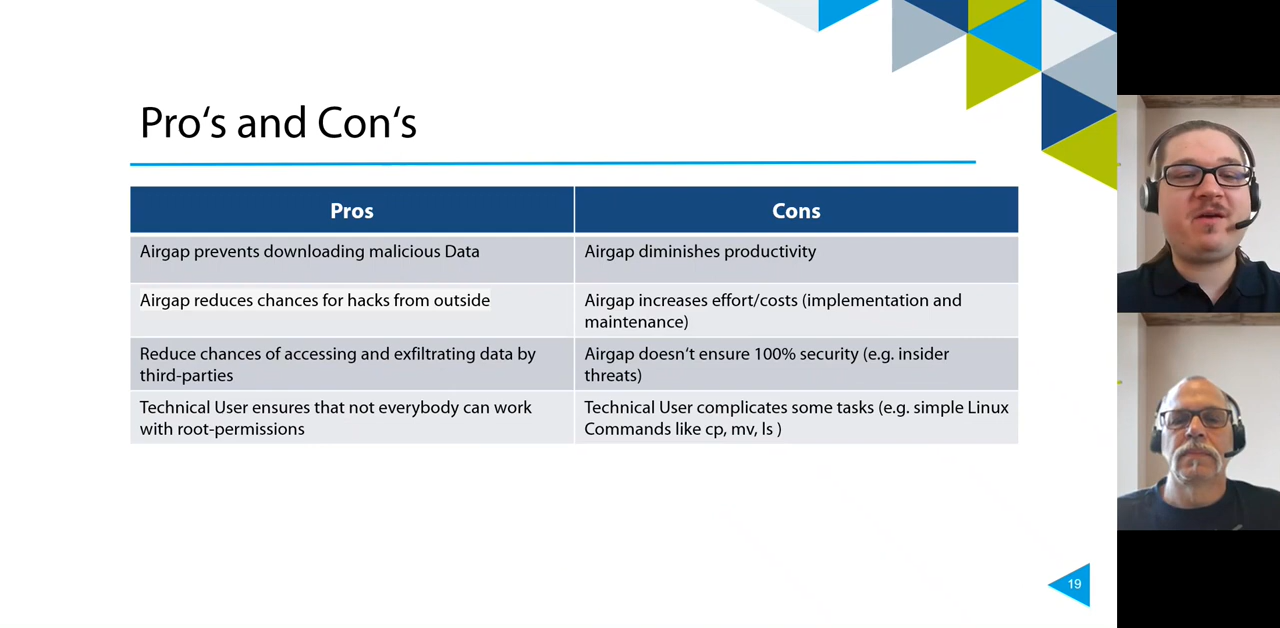 Pro‘s and Con‘s
Pros
Cons
Airgap prevents downloading malicious Data
Airgap diminishes productivity
Airgap reduces chances for hacks from outside
Airgap increases effort/costs (implementation and
maintenance)
Reduce chances of accessing and exfiltrating data by
third-parties
Airgap doesn‘t ensure 100% security (e.g. insider
threats)
Technical User ensures that not everybody can work
with root-permissions
Technical User complicates some tasks (e.g. simple Linux
Commands like cp, mv, ls )
19